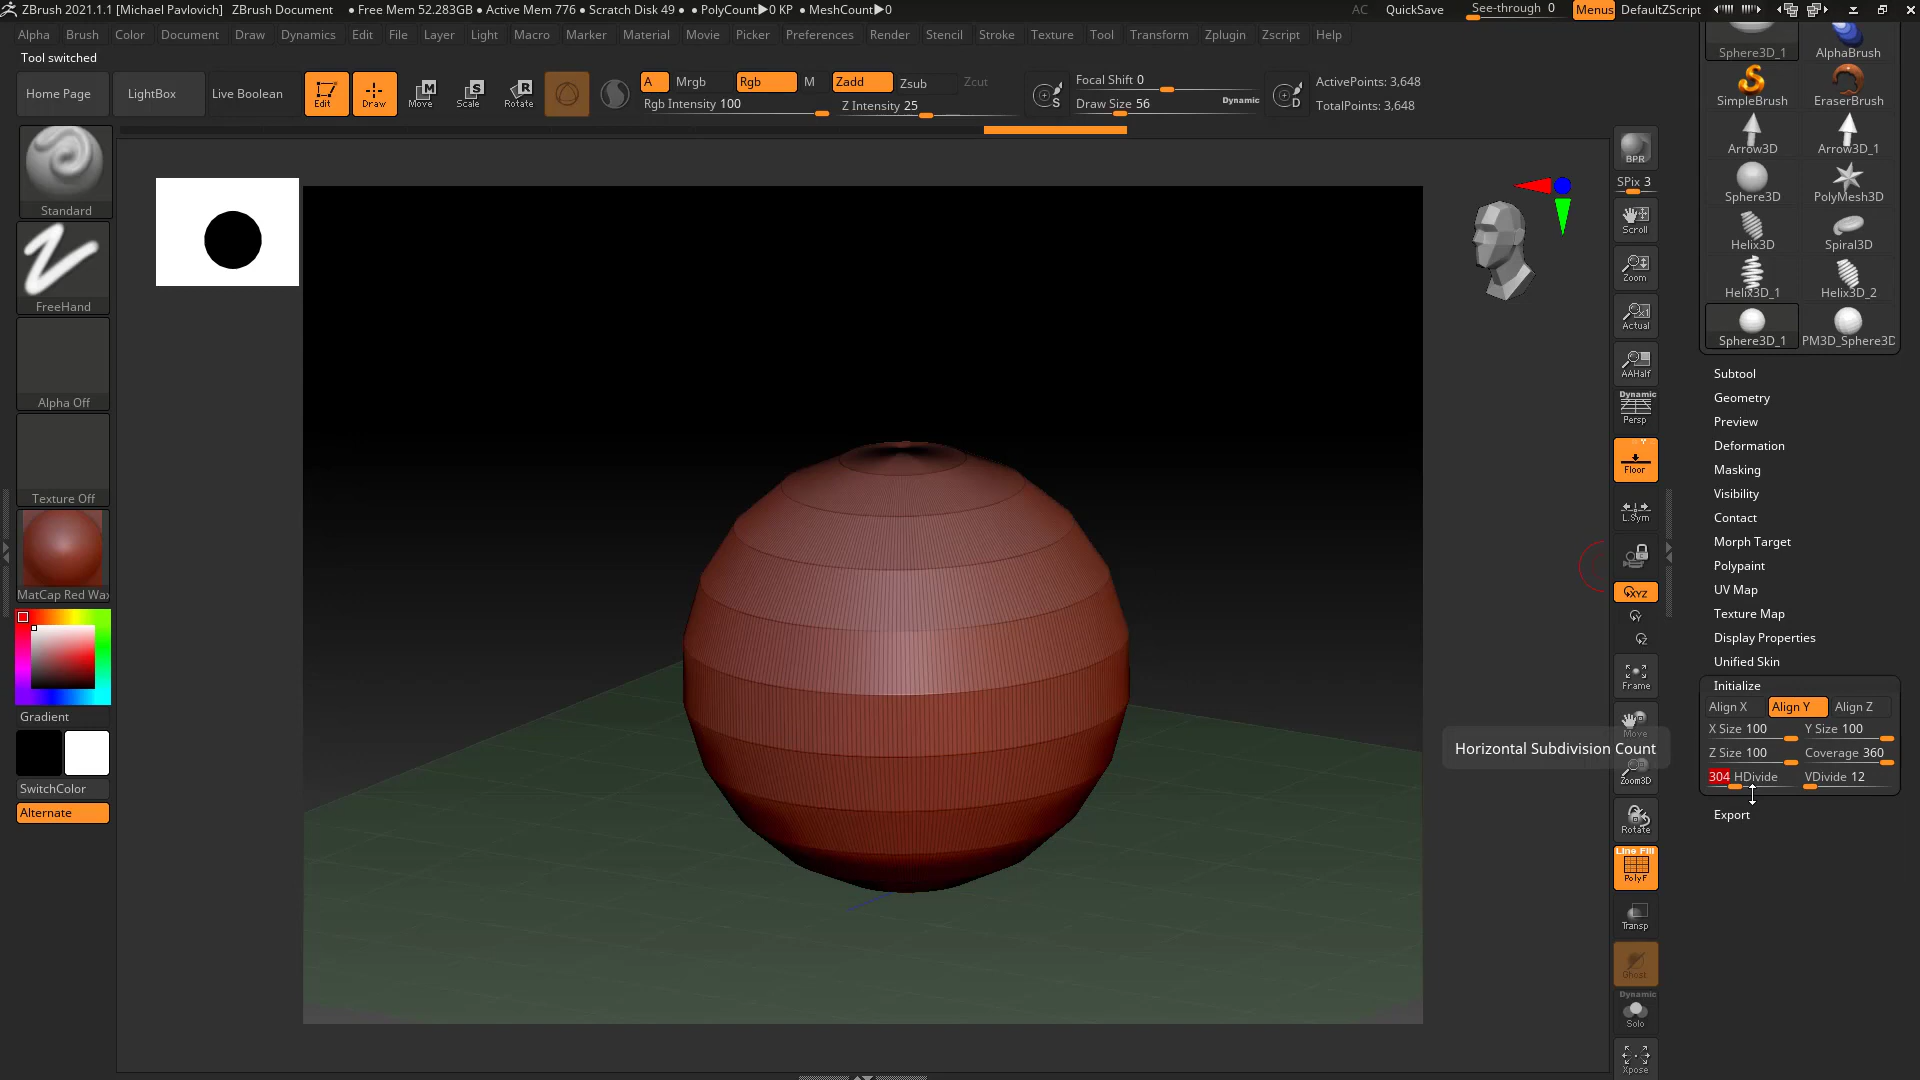 ZBrush 2021.1.1 [Michael Pavlovich] ZBrush Document • Free Mem 52.283GB • Active Mem 776 • Scratch Disk 49 • • PolyCount▶0 KP • MeshCount▶0 AC QuickSave See-through 0 Menus DefaultZScript
Alpha Brush Color Document Draw Dynamics Edit File Layer Light Macro Marker Material Movie Picker Preferences Render Stencil Stroke Texture Tool Transform Zplugin Zscript Help
Tool switched
Home Page LightBox Live Boolean Edit Draw Move Scale Rotate
A Mrgb Rgb M Zadd Zsub Zcut
Rgb Intensity 100 Z Intensity 25
S Focal Shift 0
Draw Size 56 Dynamic D
ActivePoints: 3,648
TotalPoints: 3,648
Standard
FreeHand
Alpha Off
Texture Off
MatCap Red Wa
Gradient
SwitchColor
Alternate
BPR
SPix 3
Scroll
Zoom
Actual
AAHalf
Dynamic
Persp
Floor
L.Sym
XYZ
Y
Z
Frame
Move
Zoom3D
Rotate
Line Fill
PolyF
Transp
Ghost
Dynamic
Solo
Xpose
Horizontal Subdivision Count
Sphere3D_1 AlphaBrush
SimpleBrush EraserBrush
Arrow3D Arrow3D_1
Sphere3D PolyMesh3D
Helix3D Spiral3D
Helix3D_1 Helix3D_2
Sphere3D_1 PM3D_Sphere3D
Subtool
Geometry
Preview
Deformation
Masking
Visibility
Contact
Morph Target
Polypaint
UV Map
Texture Map
Display Properties
Unified Skin
Initialize
Align X Align Y Align Z
X Size 100 Y Size 100
Z Size 100 Coverage 360
304 HDivide VDivide 12
Export